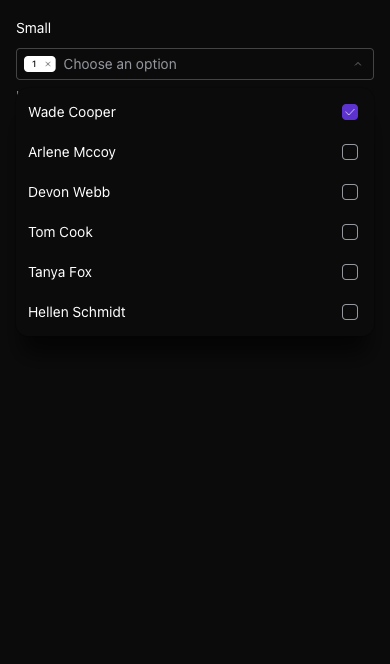 Small
1 × Choose an option
Wade Cooper
Arlene Mccoy
Devon Webb
Tom Cook
Tanya Fox
Hellen Schmidt